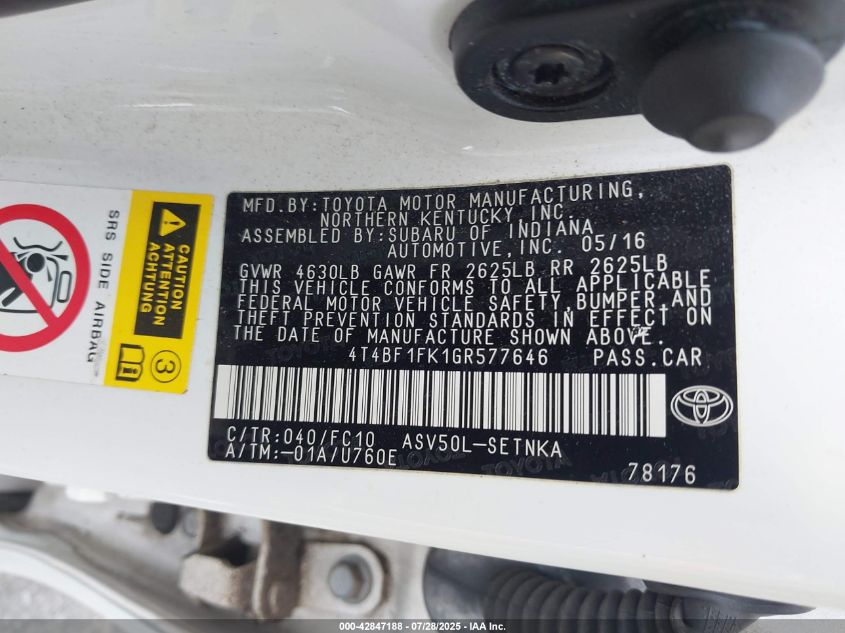 MFD.BY:TOYOTA MOTOR MANUFACTURING,
NORTHERN KENTUCKY, INC.
ASSEMBLED BY:SUBARU OF INDIANA
AUTOMOTIVE,INC. 05/16
GVWR 4630LB GAWR FR 2625LB RR 2625LB
THIS VEHICLE CONFORMS TO ALL APPLICABLE
FEDERAL MOTOR VEHICLE SAFETY,BUMPER,AND
THEFT PREVENTION STANDARDS IN EFFECT ON
THE DATE OF MANUFACTURE SHOWN ABOVE.
4T4BF1FK1GR577646 PASS.CAR
C/TR:040/FC10 ASV50L-SETNKA
A/TM:-01A/U760E
78176
SRS SIDE AIRBAG
CAUTION
ATTENTION
ACHTUNG
3
000-42847188 - 07/28/2025 - IAA Inc.